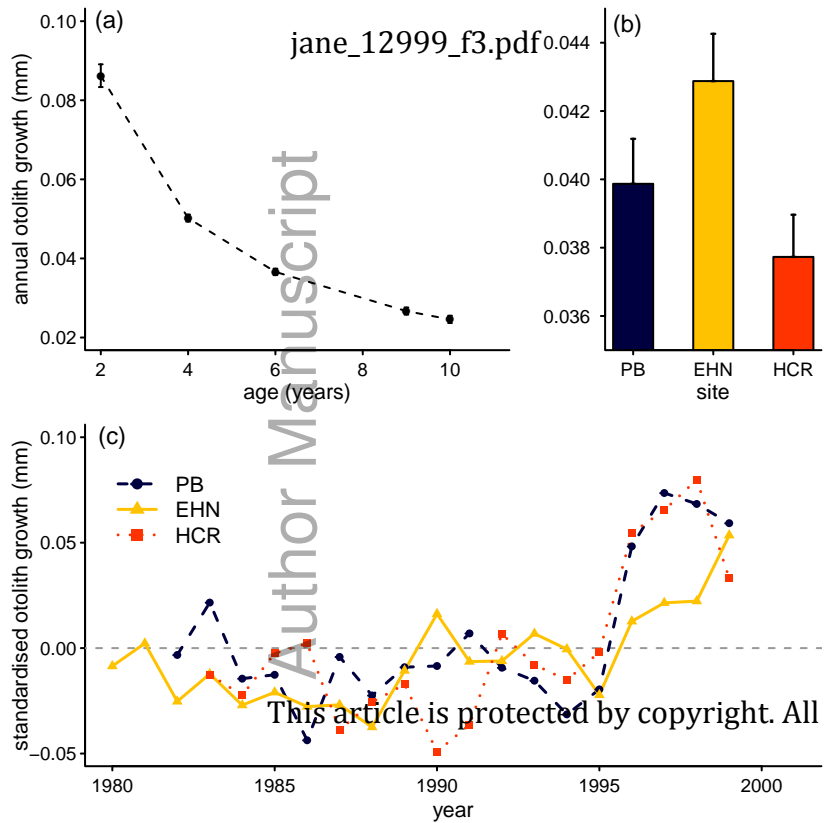 jane_12999_f3.pdf
(a)
0.10
0.08
0.06
0.04
0.02
annual otolith growth (mm)
2
4
6
8
10
age (years)
(b)
0.044
0.042
0.040
0.038
0.036
PB
EHN
HCR
site
Author Manuscript
(c)
0.10
0.05
0.00
−0.05
standardised otolith growth (mm)
PB
EHN
HCR
This article is protected by copyright. All
1980
1985
1990
1995
2000
year